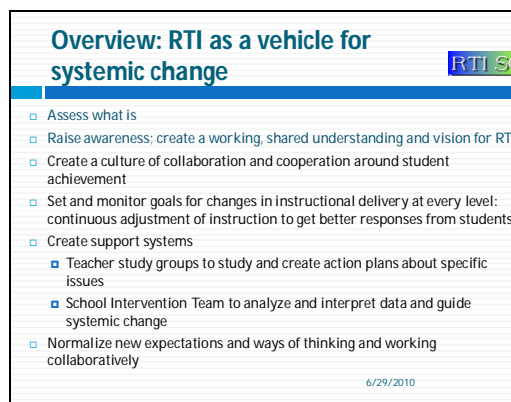 Overview: RTI as a vehicle for
systemic change
RTI S
Assess what is
Raise awareness; create a working, shared understanding and vision for RT
Create a culture of collaboration and cooperation around student
achievement
Set and monitor goals for changes in instructional delivery at every level:
continuous adjustment of instruction to get better responses from students
Create support systems
Teacher study groups to study and create action plans about specific
issues
School Intervention Team to analyze and interpret data and guide
systemic change
Normalize new expectations and ways of thinking and working
collaboratively
6/29/2010